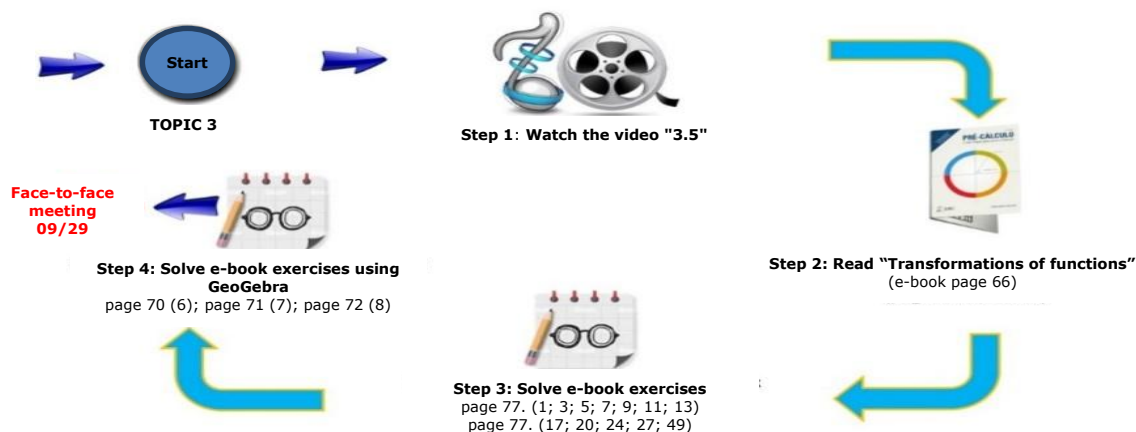 Start
TOPIC 3
Step 1: Watch the video "3.5"
PRÉ-CÁLCULO
Step 2: Read “Transformations of functions”
(e-book page 66)
Step 3: Solve e-book exercises
page 77. (1; 3; 5; 7; 9; 11; 13)
page 77. (17; 20; 24; 27; 49)
Step 4: Solve e-book exercises using
GeoGebra
page 70 (6); page 71 (7); page 72 (8)
Face-to-face
meeting
09/29